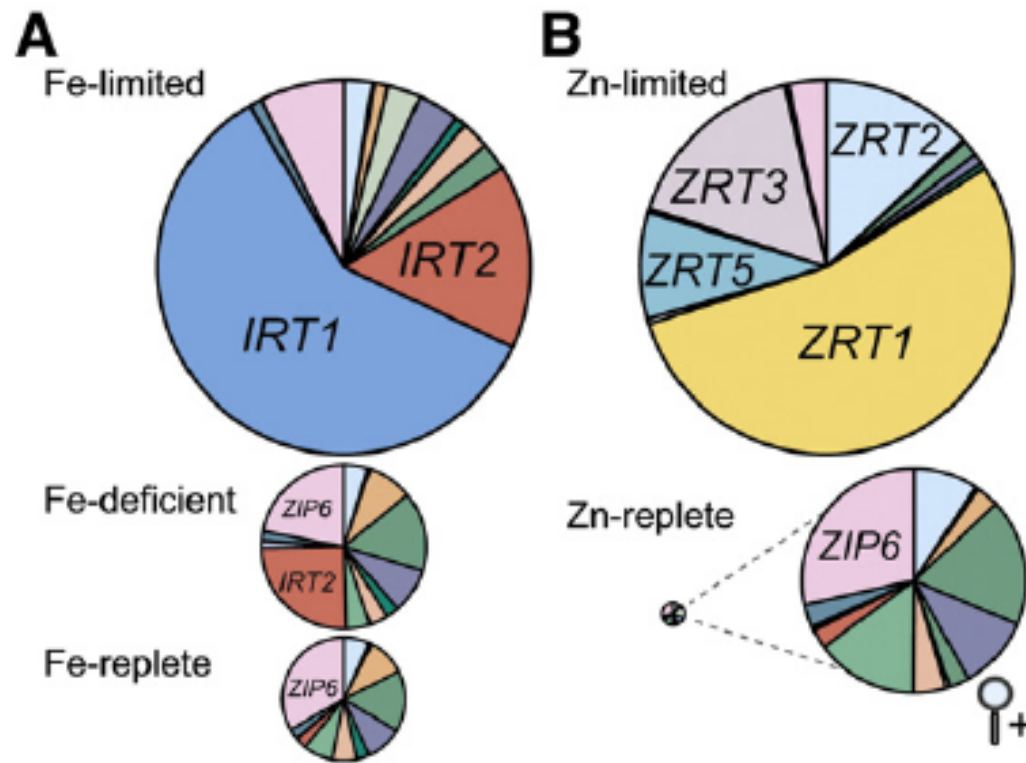 A
Fe-limited
IRT2
IRT1
Fe-deficient
ZIP6
IRT2
Fe-replete
ZIP6
B
Zn-limited
ZRT2
ZRT3
ZRT5
ZRT1
Zn-replete
ZIP6
+